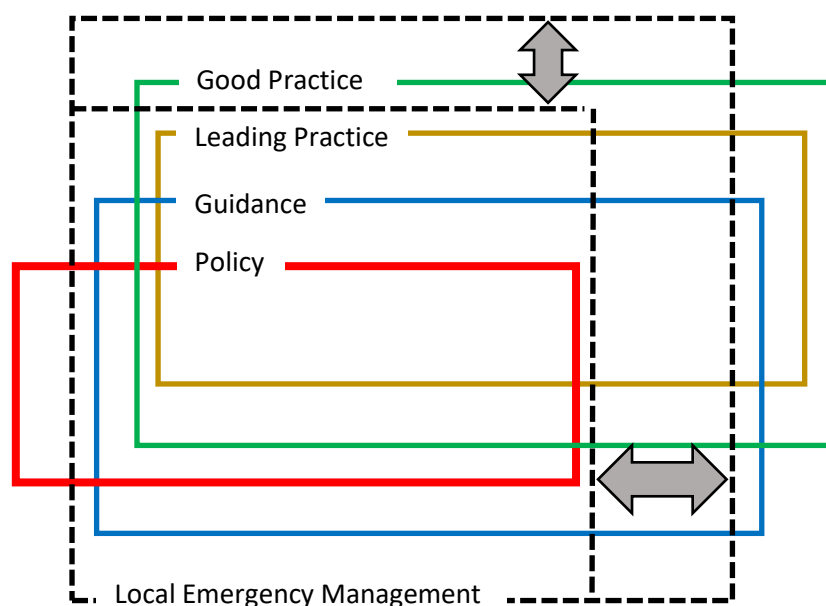 Good Practice
Leading Practice
Guidance
Policy
Local Emergency Management